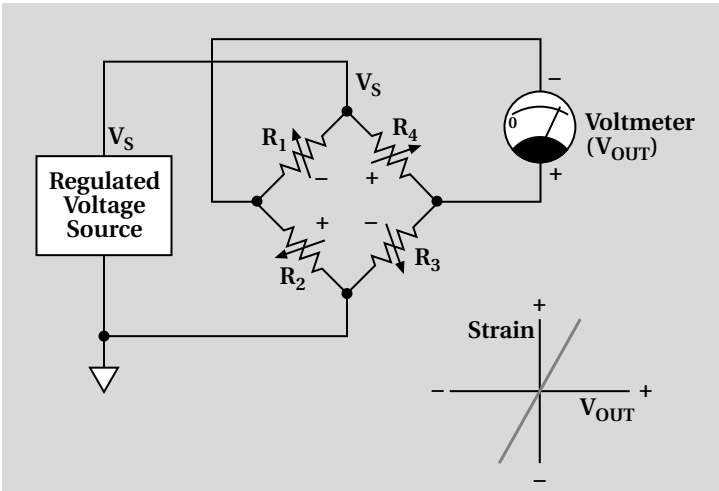 V_S
V_S
R_1
R_4
–
+
+
–
R_2
R_3
Regulated
Voltage
Source
–
0
Voltmeter
(V_OUT)
+
+
Strain
–
+
V_OUT
–